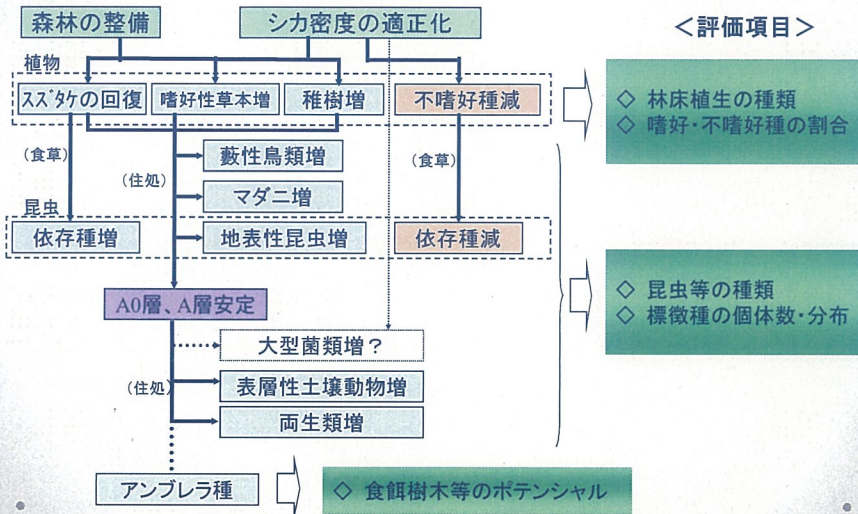 森林の整備
シカ密度の適正化
<評価項目>
植物
スズタケの回復
嗜好性草本増
稚樹増
不嗜好種減
◇ 林床植生の種類
◇ 嗜好・不嗜好種の割合
(食草)
(住処)
(食草)
藪性鳥類増
マダニ増
昆虫
依存種増
地表性昆虫増
依存種減
◇ 昆虫等の種類
◇ 標徴種の個体数・分布
A0層、A層安定
大型菌類増?
(住処)
表層性土壌動物増
両生類増
アンブレラ種
◇ 食餌樹木等のポテンシャル